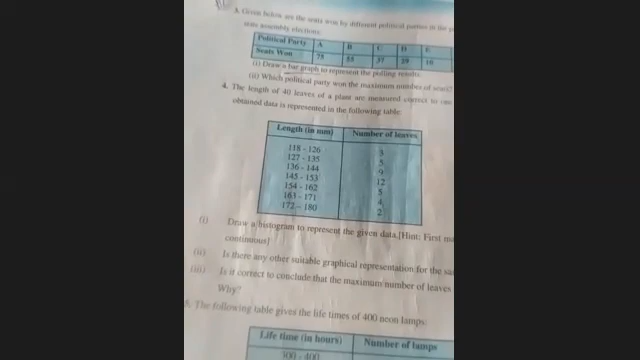 3. Given below are the seats won by different political parties in the
seats assembly elections:
Political Party A B C D E
Seats Won 75 55 37 29 10
(i) Draw a bar graph to represent the polling results.
(ii) Which political party won the maximum number of seats?
4. The length of 40 leaves of a plant are measured correct to one
obtained data is represented in the following table:
Length (in mm) Number of leaves
118 - 126 3
127 - 135 5
136 - 144 9
145 - 153 12
154 - 162 5
163 - 171 4
172 - 180 2
(i) Draw a histogram to represent the given data. [Hint: First
continuous]
(ii) Is there any other suitable graphical representation for the
(iii) Is it correct to conclude that the maximum number of leaves
Why?
5. The following table gives the life times of 400 neon lamps:
Life time (in hours) Number of lamps
300 - 400